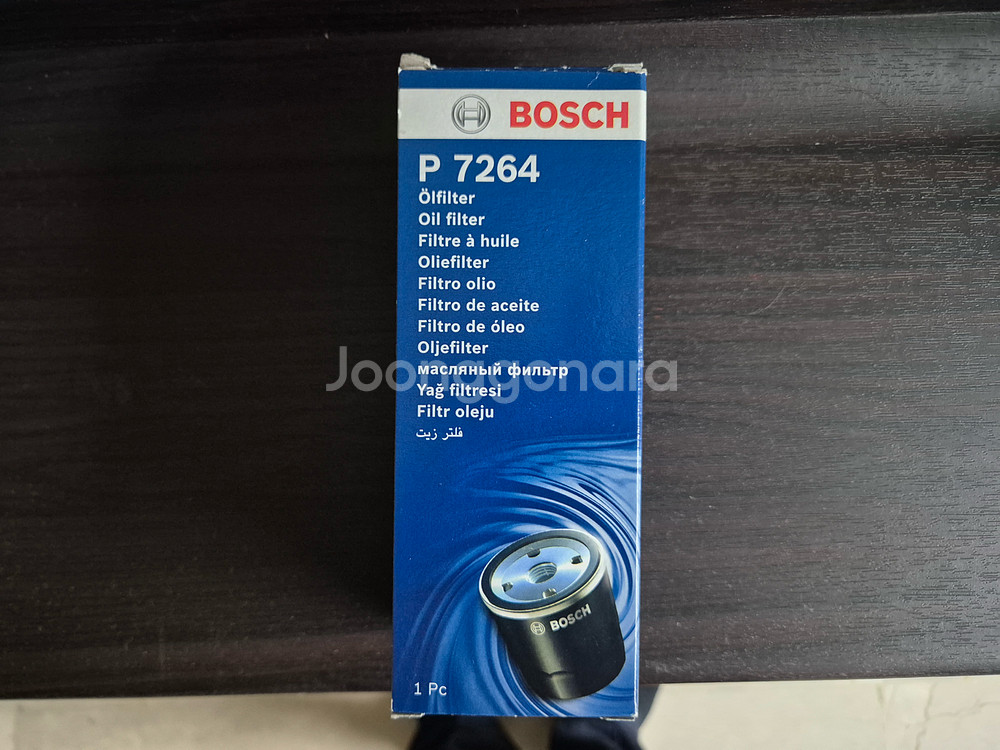 BOSCH
P 7264
Ölfilter
Oil filter
Filtre à huile
Oliefilter
Filtro olio
Filtro de aceite
Filtro de óleo
Oljefilter
масляный фильтр
Joonggonara
Yağ filtresi
Filtr oleju
فلتر زيت
BOSCH
1 Pc